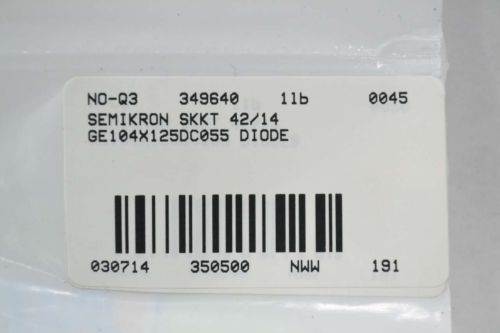 NO-Q3 349640 1lb 0045
SEMIKRON SKKT 42/14
GE104X125DC055 DIODE
030714 350500 NWW 191